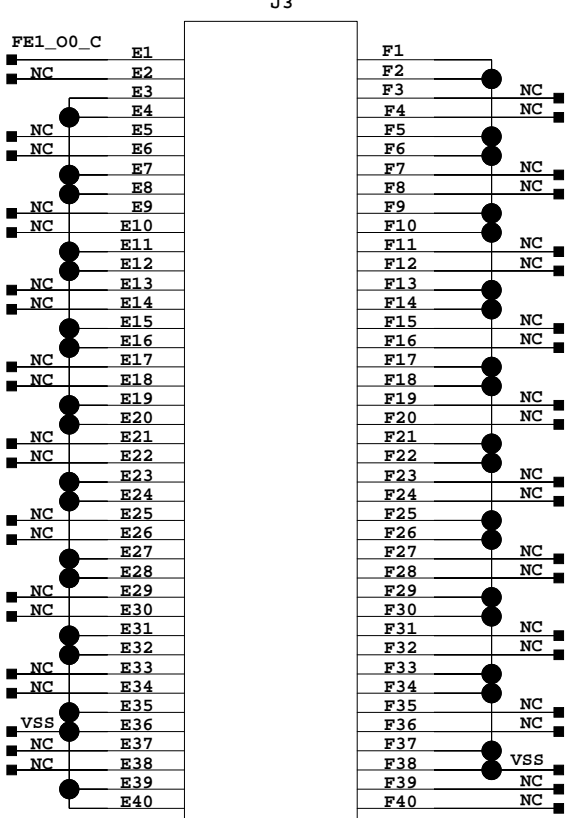 J3
FE1_O0_C E1 F1
NC E2 F2
E3 F3 NC
E4 F4 NC
NC E5 F5
NC E6 F6
E7 F7 NC
E8 F8 NC
NC E9 F9
NC E10 F10
E11 F11 NC
E12 F12 NC
NC E13 F13
NC E14 F14
E15 F15 NC
E16 F16 NC
NC E17 F17
NC E18 F18
E19 F19 NC
E20 F20 NC
NC E21 F21
NC E22 F22
E23 F23 NC
E24 F24 NC
NC E25 F25
NC E26 F26
E27 F27 NC
E28 F28 NC
NC E29 F29
NC E30 F30
E31 F31 NC
E32 F32 NC
NC E33 F33
NC E34 F34
E35 F35 NC
VSS E36 F36 NC
NC E37 F37
NC E38 F38 VSS
E39 F39 NC
E40 F40 NC